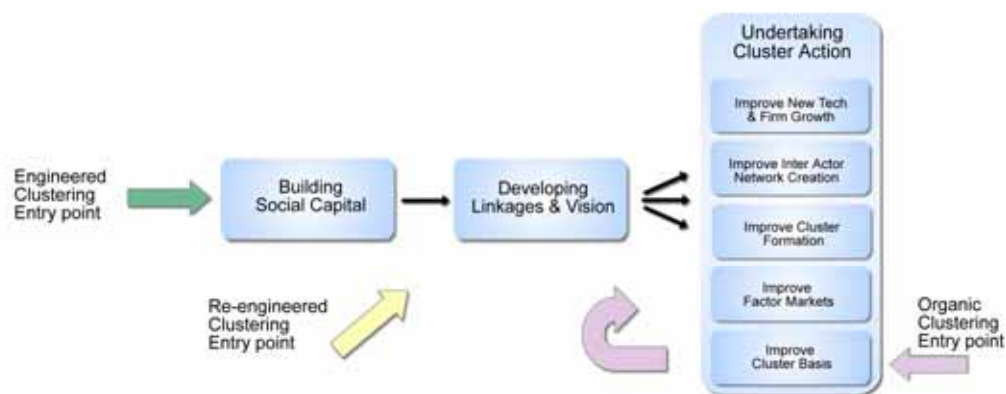 Engineered
Clustering
Entry point
Building
Social Capital
Developing
Linkages & Vision
Re-engineered
Clustering
Entry point
Undertaking
Cluster Action
Improve New Tech
& Firm Growth
Improve Inter Actor
Network Creation
Improve Cluster
Formation
Improve
Factor Markets
Improve
Cluster Basis
Organic
Clustering
Entry point